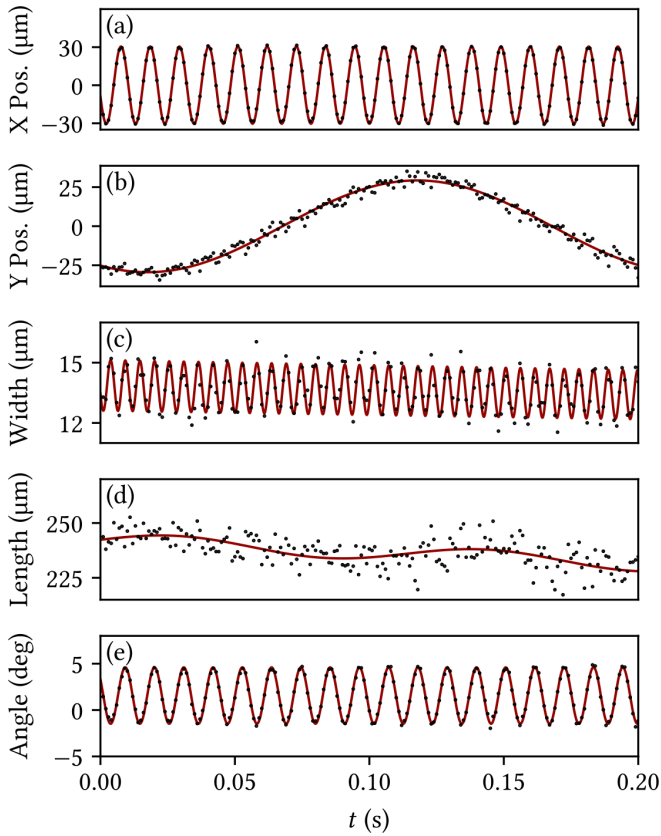 (a)
X Pos. (μm)
30
0
−30
(b)
Y Pos. (μm)
25
0
−25
(c)
Width (μm)
15
12
(d)
Length (μm)
250
225
(e)
Angle (deg)
5
0
−5
0.00 0.05 0.10 0.15 0.20
t (s)